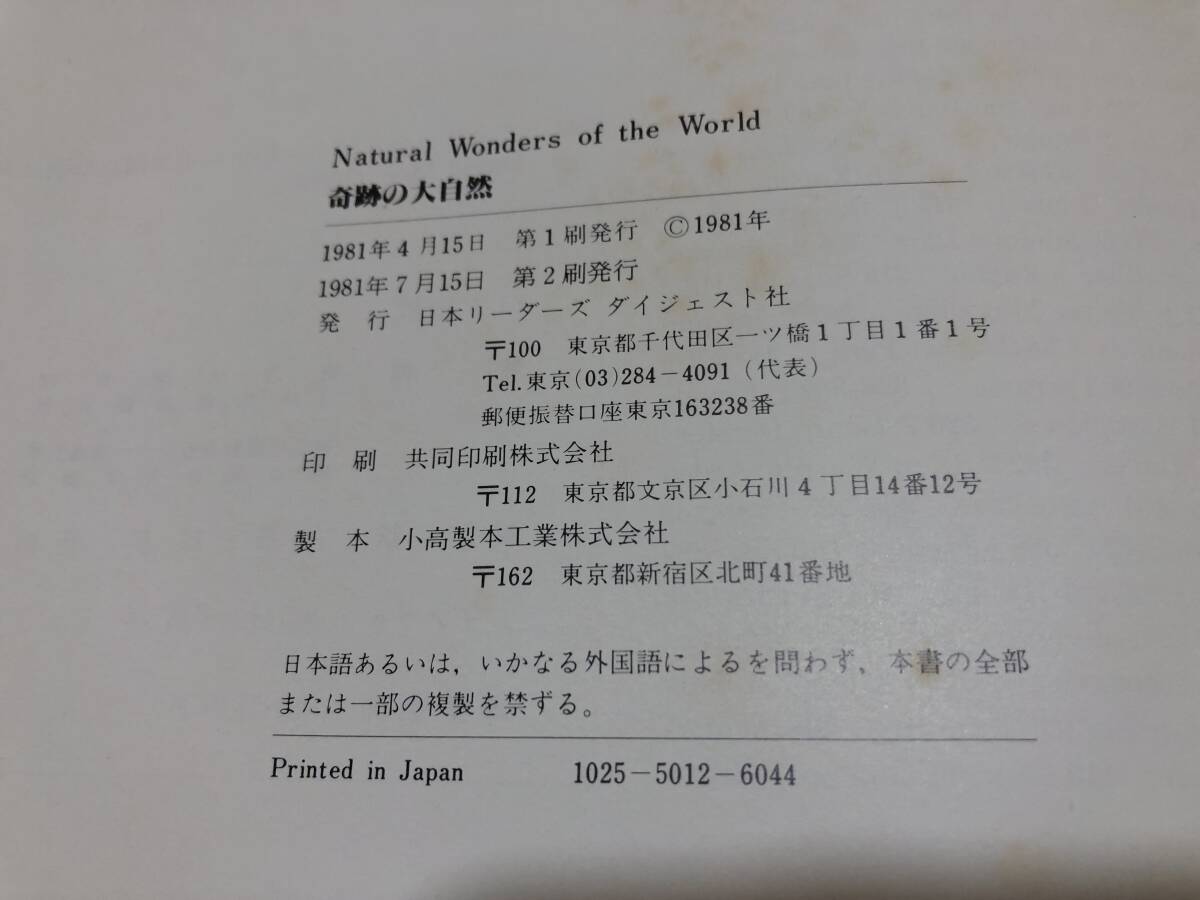 Natural Wonders of the World
奇跡の大自然
1981年4月15日 第1刷発行 ©1981年
1981年7月15日 第2刷発行
発 行 日本リーダーズ ダイジェスト社
〒100 東京都千代田区一ツ橋1丁目1番1号
Tel.東京(03)284-4091(代表)
郵便振替口座東京163238番
印 刷 共同印刷株式会社
〒112 東京都文京区小石川4丁目14番12号
製 本 小高製本工業株式会社
〒162 東京都新宿区北町41番地
日本語あるいは,いかなる外国語によるを問わず,本書の全部
または一部の複製を禁ずる。
Printed in Japan 1025-5012-6044